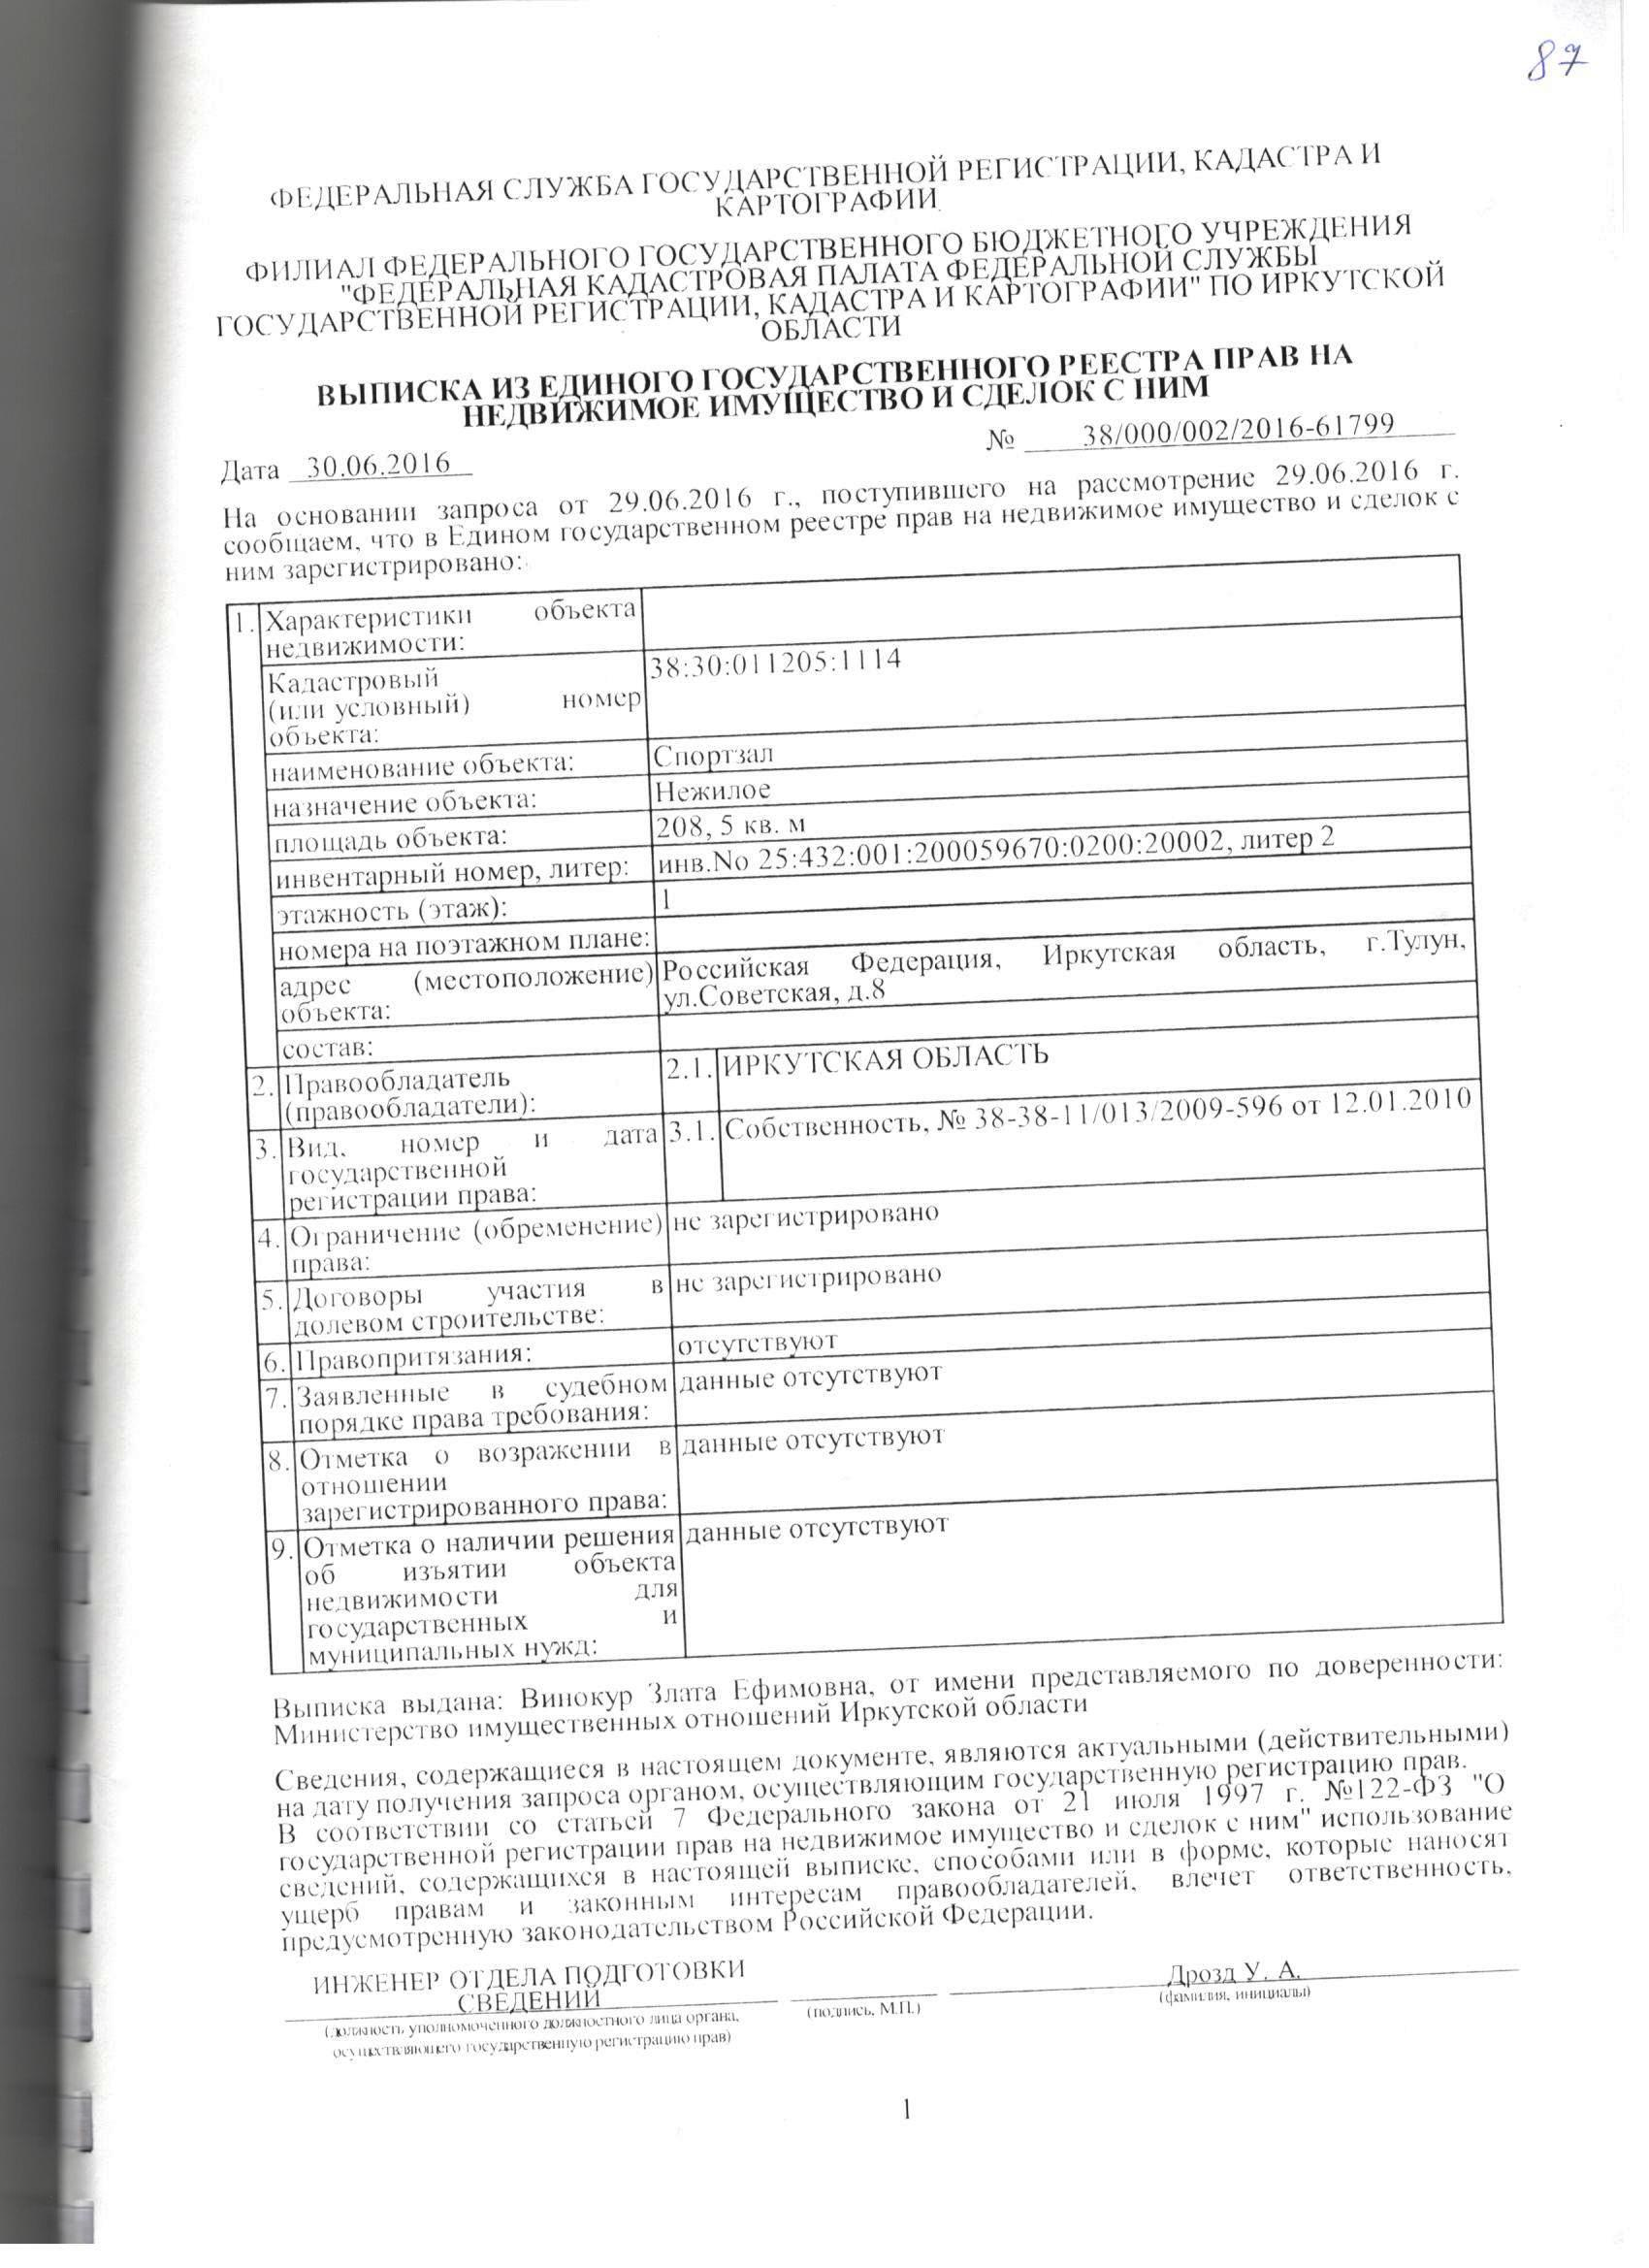 87
ФЕДЕРАЛЬНАЯ СЛУЖБА ГОСУДАРСТВЕННОЙ РЕГИСТРАЦИИ, КАДАСТРА И
КАРТОГРАФИИ
ФИЛИАЛ ФЕДЕРАЛЬНОГО ГОСУДАРСТВЕННОГО БЮДЖЕТНОГО УЧРЕЖДЕНИЯ
"ФЕДЕРАЛЬНАЯ КАДАСТРОВАЯ ПАЛАТА ФЕДЕРАЛЬНОЙ СЛУЖБЫ
ГОСУДАРСТВЕННОЙ РЕГИСТРАЦИИ, КАДАСТРА И КАРТОГРАФИИ" ПО ИРКУТСКОЙ
ОБЛАСТИ
ВЫПИСКА ИЗ ЕДИНОГО ГОСУДАРСТВЕННОГО РЕЕСТРА ПРАВ НА
НЕДВИЖИМОЕ ИМУЩЕСТВО И СДЕЛОК С НИМ
Дата 30.06.2016 № 38/000/002/2016-61799
На основании запроса от 29.06.2016 г., поступившего на рассмотрение 29.06.2016 г.
сообщаем, что в Едином государственном реестре прав на недвижимое имущество и сделок с
ним зарегистрировано:
1. Характеристики объекта
недвижимости:
Кадастровый 38:30:011205:1114
(или условный) номер
объекта:
наименование объекта: Спортзал
назначение объекта: Нежилое
площадь объекта: 208, 5 кв. м
инвентарный номер, литер: инв.No 25:432:001:200059670:0200:20002, литер 2
этажность (этаж): 1
номера на поэтажном плане:
адрес (местоположение) Российская Федерация, Иркутская область, г.Тулун,
объекта: ул.Советская, д.8
состав:
2. Правообладатель 2.1. ИРКУТСКАЯ ОБЛАСТЬ
(правообладатели):
3. Вид, номер и дата 3.1. Собственность, № 38-38-11/013/2009-596 от 12.01.2010
государственной
регистрации права:
4. Ограничение (обременение) не зарегистрировано
права:
5. Договоры участия в не зарегистрировано
долевом строительстве:
6. Правопритязания: отсутствуют
7. Заявленные в судебном данные отсутствуют
порядке права требования:
8. Отметка о возражении в данные отсутствуют
отношении
зарегистрированного права:
9. Отметка о наличии решения данные отсутствуют
об изъятии объекта
недвижимости для
государственных и
муниципальных нужд:
Выписка выдана: Винокур Злата Ефимовна, от имени представляемого по доверенности:
Министерство имущественных отношений Иркутской области
Сведения, содержащиеся в настоящем документе, являются актуальными (действительными)
на дату получения запроса органом, осуществляющим государственную регистрацию прав.
В соответствии со статьей 7 Федерального закона от 21 июля 1997 г. №122-ФЗ "О
государственной регистрации прав на недвижимое имущество и сделок с ним" использование
сведений, содержащихся в настоящей выписке, способами или в форме, которые наносят
ущерб правам и законным интересам правообладателей, влечет ответственность,
предусмотренную законодательством Российской Федерации.
ИНЖЕНЕР ОТДЕЛА ПОДГОТОВКИ
СВЕДЕНИЙ Дрозд У. А.
(должность уполномоченного должностного лица органа, (подпись, М.П.) (фамилия, инициалы)
осуществляющего государственную регистрацию прав)
1